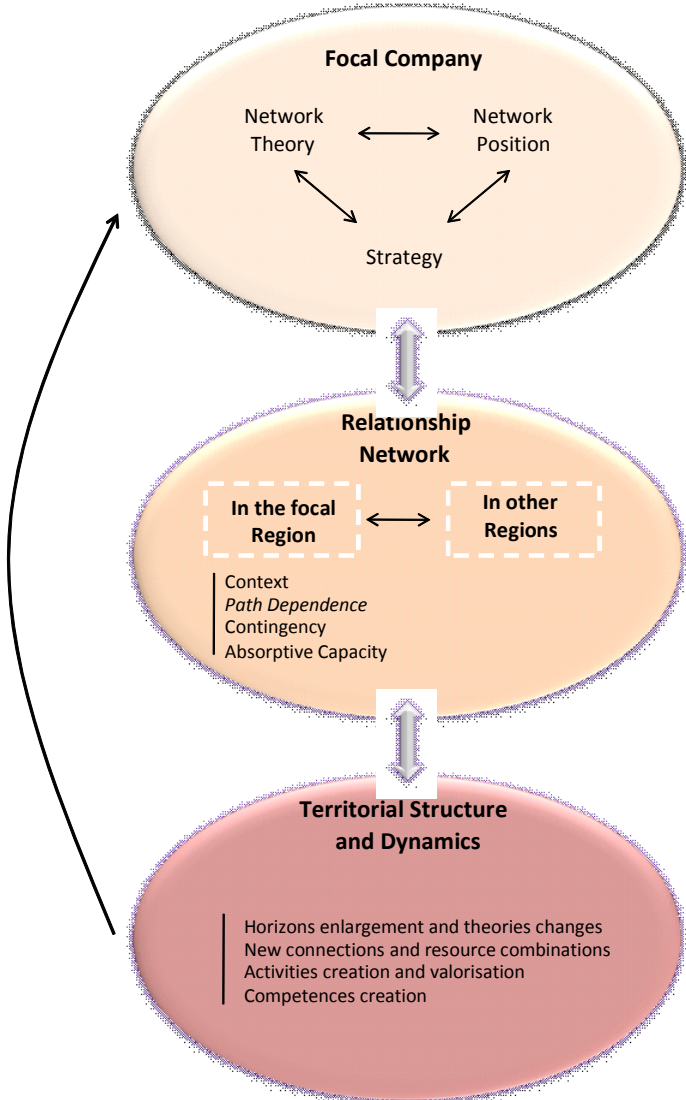 Focal Company
Network
Theory
Network
Position
Strategy
Relationship
Network
In the focal
Region
In other
Regions
Context
Path Dependence
Contingency
Absorptive Capacity
Territorial Structure
and Dynamics
Horizons enlargement and theories changes
New connections and resource combinations
Activities creation and valorisation
Competences creation